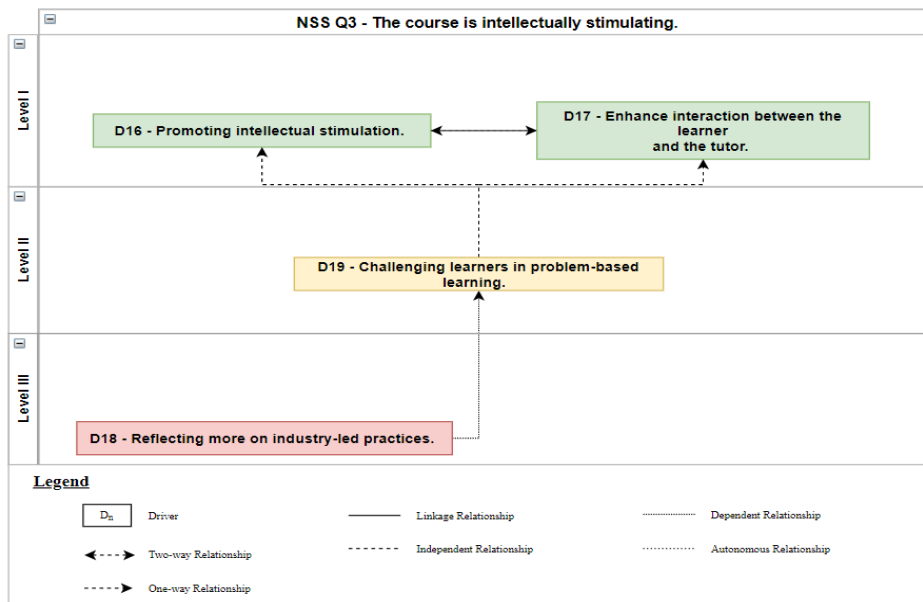 NSS Q3 - The course is intellectually stimulating.
Level I
D16 - Promoting intellectual stimulation.
D17 - Enhance interaction between the
learner
and the tutor.
Level II
D19 - Challenging learners in problem-based
learning.
Level III
D18 - Reflecting more on industry-led practices.
Legend
Dn
Driver
Linkage Relationship
Dependent Relationship
Two-way Relationship
Independent Relationship
Autonomous Relationship
One-way Relationship